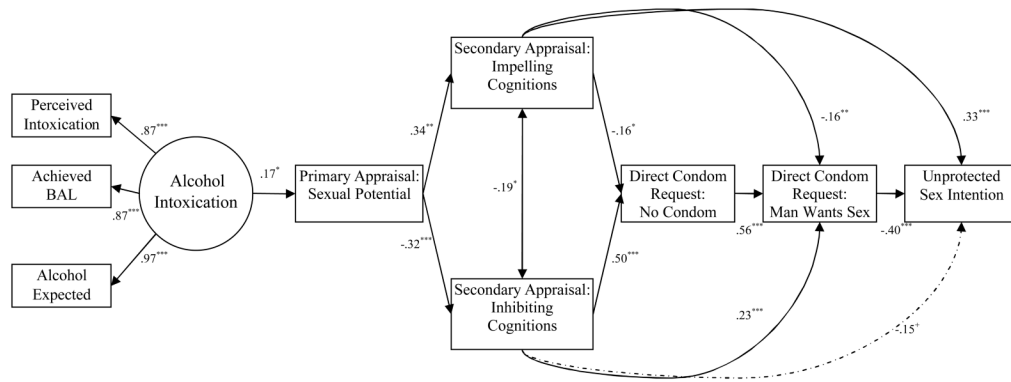 Perceived
Intoxication
Achieved
BAL
Alcohol
Expected
.87***
.87***
.97***
Alcohol
Intoxication
.17*
Primary Appraisal:
Sexual Potential
.34**
-.32***
Secondary Appraisal:
Impelling
Cognitions
-.19*
Secondary Appraisal:
Inhibiting
Cognitions
-.16*
.50***
Direct Condom
Request:
No Condom
.56***
-.16**
Direct Condom
Request:
Man Wants Sex
.23***
-.40***
.33***
Unprotected
Sex Intention
-.15+